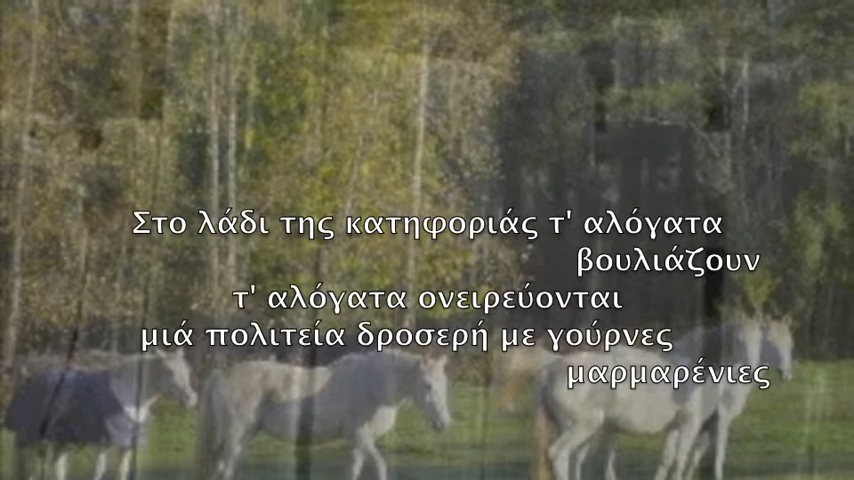 Στο λάδι της κατηφοριάς τ' αλόγατα
βουλιάζουν
τ' αλόγατα ονειρεύονται
μιά πολιτεία δροσερή με γούρνες
μαρμαρένιες